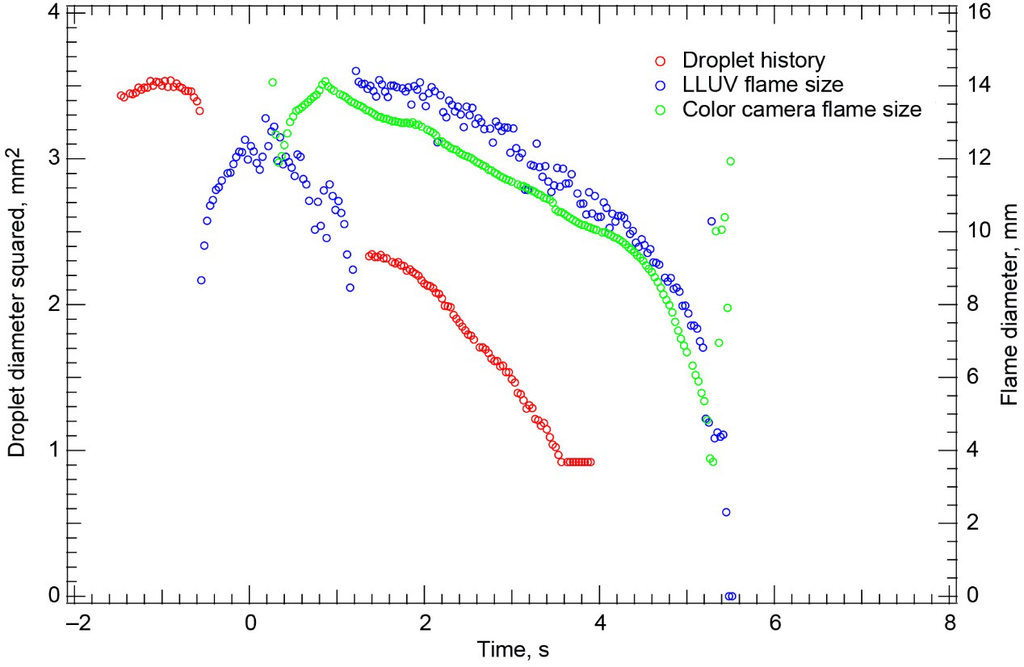 4
3
2
1
0
Droplet diameter squared, mm2
16
14
12
10
8
6
4
2
0
Flame diameter, mm
Droplet history
LLUV flame size
Color camera flame size
–2 0 2 4 6 8
Time, s